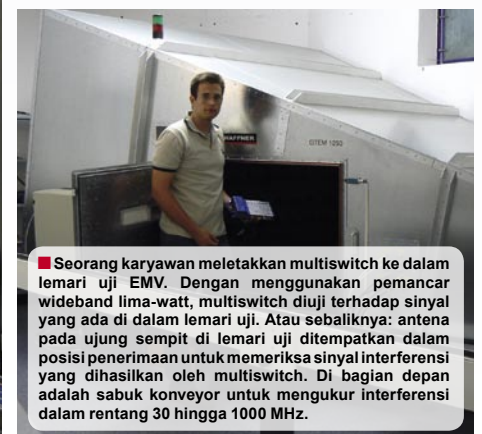 HAFFNER
GTEM 1250
Seorang karyawan meletakkan multiswitch ke dalam
lemari uji EMV. Dengan menggunakan pemancar
wideband lima-watt, multiswitch diuji terhadap sinyal
yang ada di dalam lemari uji. Atau sebaliknya: antena
pada ujung sempit di lemari uji ditempatkan dalam
posisi penerimaan untuk memeriksa sinyal interferensi
yang dihasilkan oleh multiswitch. Di bagian depan
adalah sabuk konveyor untuk mengukur interferensi
dalam rentang 30 hingga 1000 MHz.